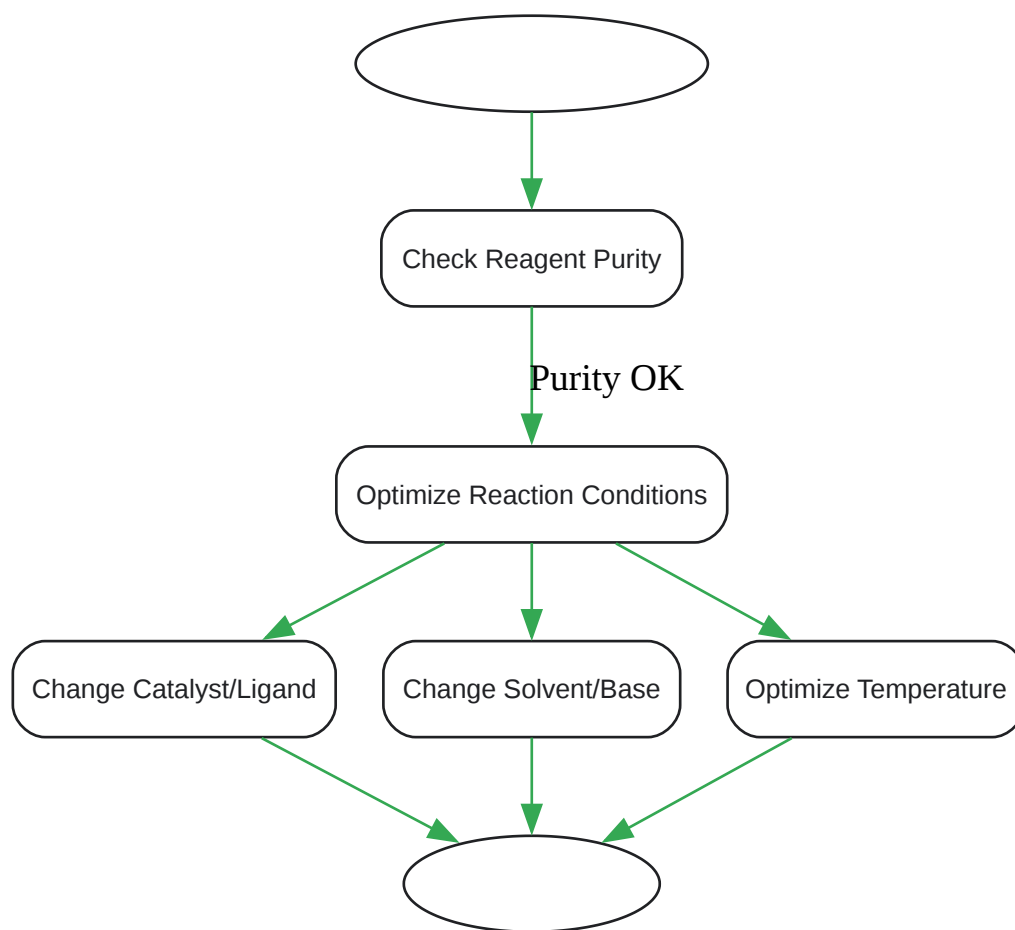 Check Reagent Purity
Purity OK
Optimize Reaction Conditions
Change Catalyst/Ligand
Change Solvent/Base
Optimize Temperature